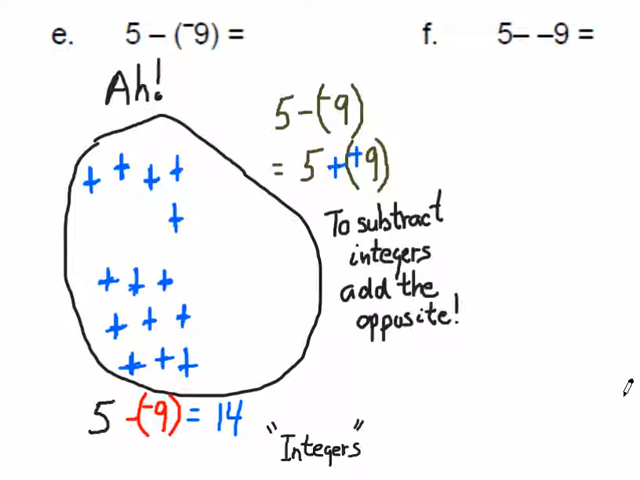 e. 5 – (⁻9) =
f. 5– –9 =
Ah!
5 – (⁻9)
= 5 + (⁺9)
To subtract
integers
add the
opposite!
+ + + +
+
+ + +
+ + +
+ + +
5 -(⁻9) = 14
"Integers"